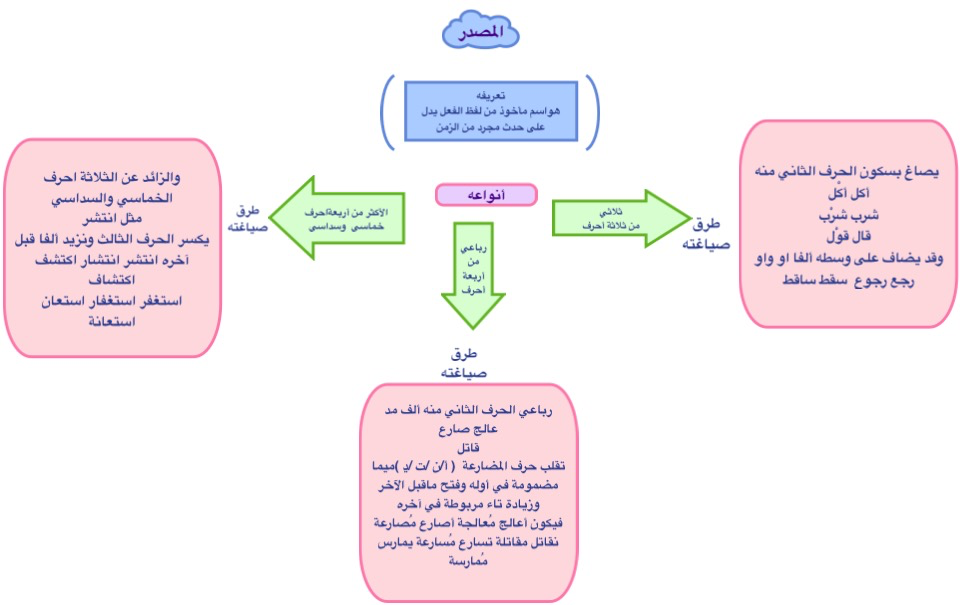 المصدر
تعريفه
هو اسم مأخوذ من لفظ الفعل يدل
على حدث مجرد من الزمن
أنواعه
ثلاثي
من ثلاثة أحرف
طرق
صياغته
يصاغ بسكون الحرف الثاني منه
أكل أكْل
شرب شرْب
قال قوْل
وقد يضاف على وسطه ألفا او واو
رجع رجوع سقط ساقط
رباعي
من
أربعة
أحرف
طرق
صياغته
رباعي الحرف الثاني منه ألف مد
عالج صارع
قاتل
تقلب حرف المضارعة ( أ/ن /ت /ي )ميما
مضمومة في أوله وفتح ماقبل الآخر
وزيادة تاء مربوطة في آخره
فيكون أعالج مُعالجة أصارع مُصارعة
نقاتل مقاتلة تسارع مُسارعة يمارس
مُمارسة
الأكثر من أربعةاحرف
خماسي وسداسي
طرق
صياغته
والزائد عن الثلاثة احرف
الخماسي والسداسي
مثل انتشر
يكسر الحرف الثالث ونزيد ألفا قبل
آخره انتشر انتشار اكتشف
اكتشاف
استغفر استغفار استعان
استعانة